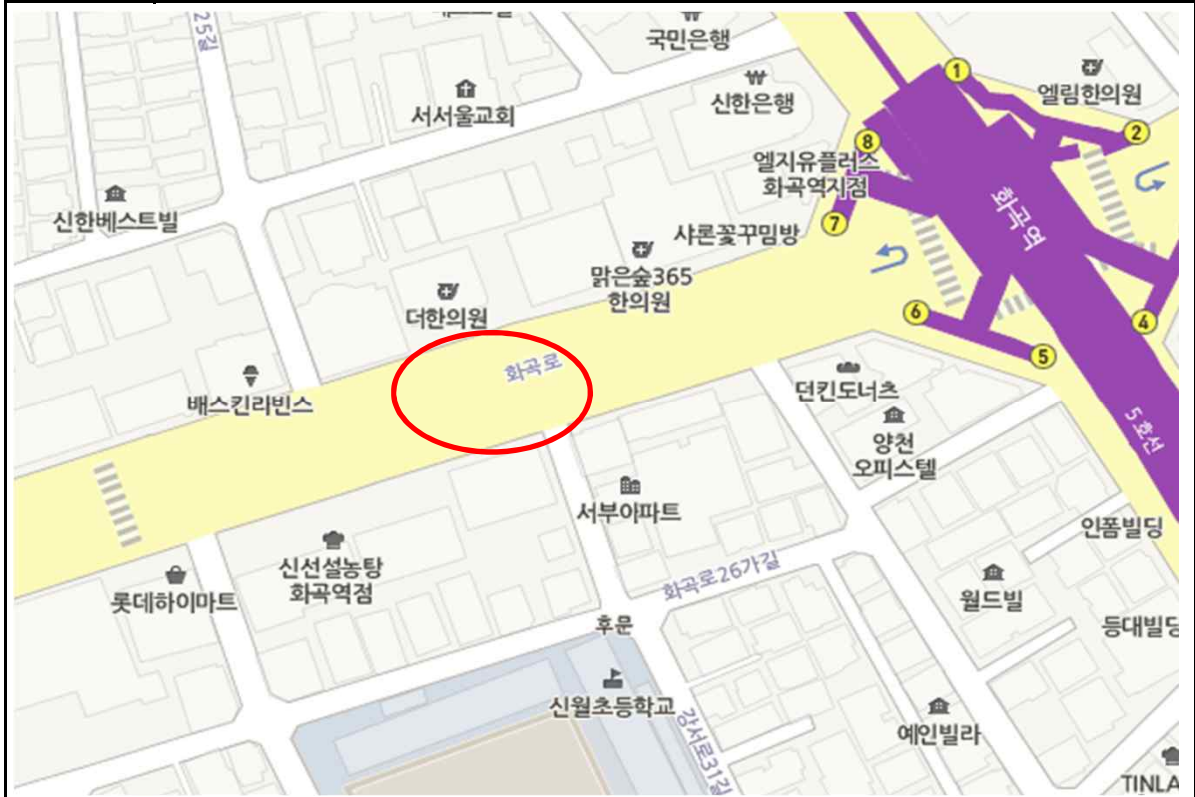 25길
국민은행
신한은행
서서울교회
엘림한의원
1
2
8
엘지유플러스
화곡역지점
화곡역
신한베스트빌
7
샤론꽃꾸밈방
맑은숲365
한의원
더한의원
6
5
4
화곡로
배스킨라빈스
던킨도너츠
양천
오피스텔
5호선
서부아파트
인폼빌딩
신선설농탕
화곡역점
롯데하이마트
화곡로26가길
월드빌
후문
등대빌딩
신월초등학교
강서로31길
예인빌라
TINLA